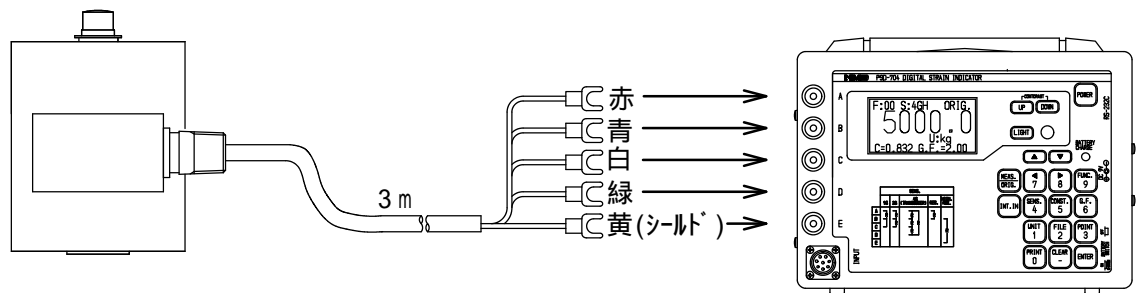 3 m
赤
青
白
緑
黄(シールド)
PSD-704 DIGITAL STRAIN INDICATOR
A
B
C
D
E
INPUT
F:00 S:4GH ORIG.
5000.0
U:kg
C=0.832 G.F.=2.00
CONTRAST
UP
DOWN
POWER
RS-232C
LIGHT
BATTERY
CHARGE
▲
▼
MEAS.
ORIG.
7
8
FUNC.
9
INT.IN
SENS.
4
CONST.
5
G.F.
6
UNIT
1
FILE
2
POINT
3
PRINT
0
CLEAR
-
ENTER